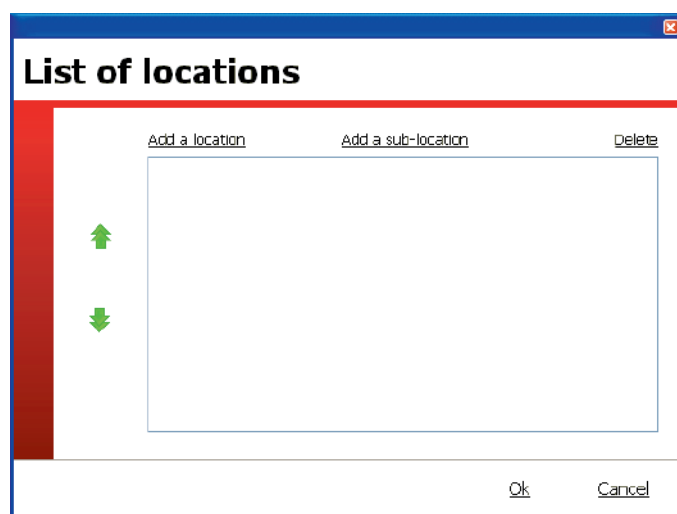 List of locations
Add a location Add a sub-location Delete
Ok Cancel